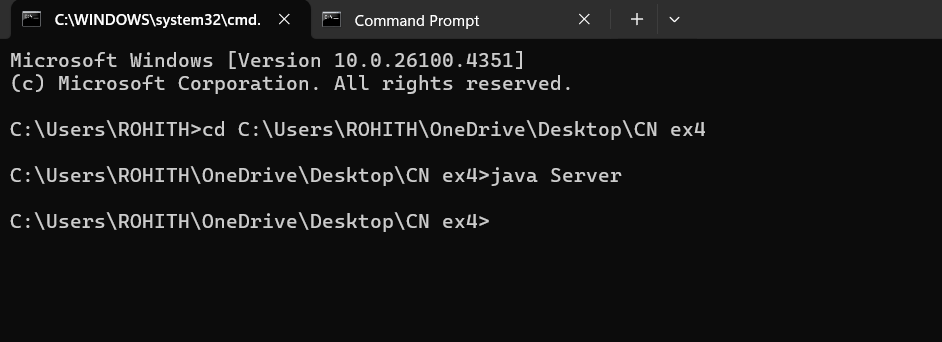 C:\WINDOWS\system32\cmd.
Command Prompt
Microsoft Windows [Version 10.0.26100.4351]
(c) Microsoft Corporation. All rights reserved.
C:\Users\ROHITH>cd C:\Users\ROHITH\OneDrive\Desktop\CN ex4
C:\Users\ROHITH\OneDrive\Desktop\CN ex4>java Server
C:\Users\ROHITH\OneDrive\Desktop\CN ex4>